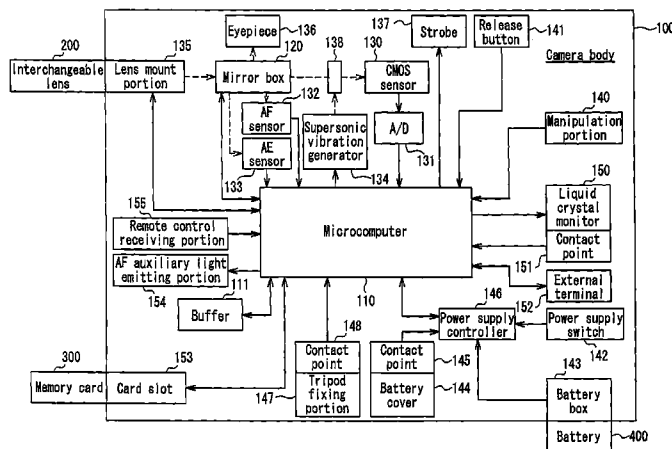 200
Interchangeable
lens
135
Lens mount
portion
136
Eyepiece
120
Mirror box
138
130
CMOS
sensor
137
Strobe
Release
button
141
100
Camera body
132
AF
sensor
AE
sensor
133
Supersonic
vibration
generator
134
A/D
131
140
Manipulation
portion
150
Liquid
crystal
monitor
Contact
point
151
155
Remote control
receiving portion
AF auxiliary light
emitting portion
154
111
Buffer
Microcomputer
110
External
terminal
152
146
Power supply
controller
Power supply
switch
142
148
Contact
point
Tripod
fixing
portion
147
Contact
point
145
Battery
cover
144
143
Battery
box
Battery
400
300
Memory card
153
Card slot